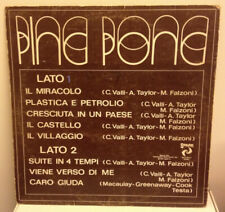 PING PONG
LATO 1
IL MIRACOLO (C. Valli- A. Taylor- M. Falzoni)
PLASTICA E PETROLIO (C. Valli- A. Taylor
M. Falzoni)
CRESCIUTA IN UN PAESE (C. Valli- A. Taylor
M. Falzoni)
IL CASTELLO (C. Valli- A. Taylor- M. Falzoni)
IL VILLAGGIO (C. Valli- A. Taylor- M. Falzoni)
LATO 2
SUITE IN 4 TEMPI (C. Valli- A. Taylor
M. Falzoni)
VIENE VERSO DI ME (C. Valli- A. Taylor
M. Falzoni)
CARO GIUDA (Macaulay-Greenaway-Cook
Testa)